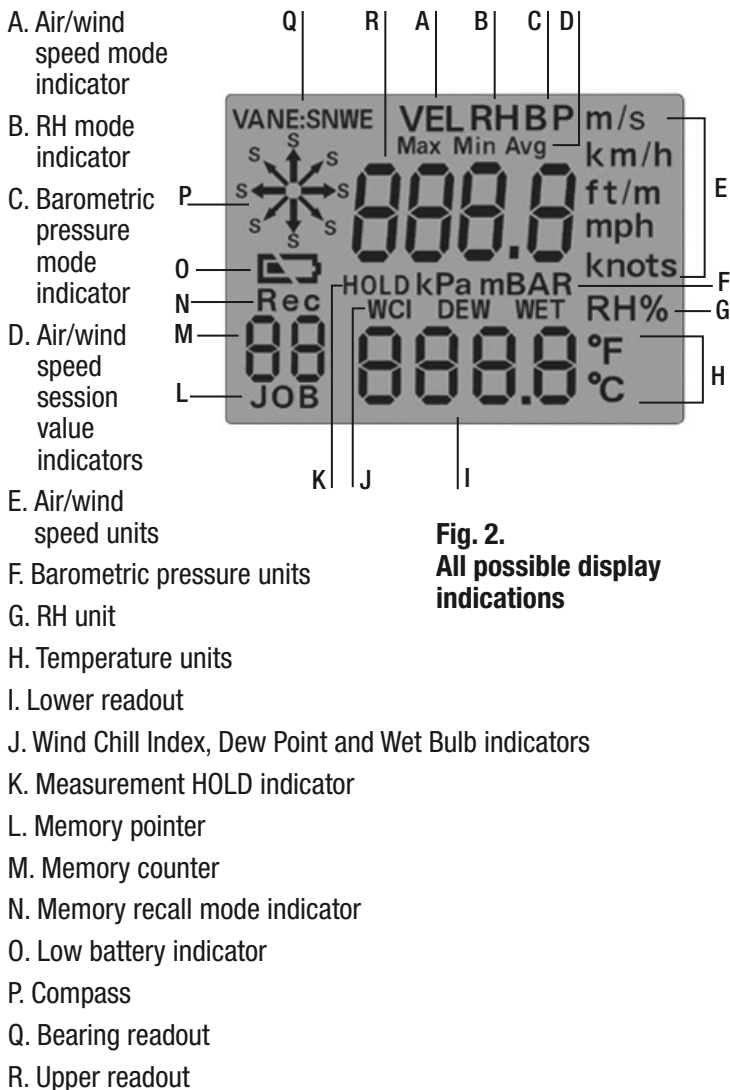 A. Air/wind
speed mode
indicator
B. RH mode
indicator
C. Barometric
pressure
mode
indicator
D. Air/wind
speed
session
value
indicators
E. Air/wind
speed units
F. Barometric pressure units
G. RH unit
H. Temperature units
I. Lower readout
J. Wind Chill Index, Dew Point and Wet Bulb indicators
K. Measurement HOLD indicator
L. Memory pointer
M. Memory counter
N. Memory recall mode indicator
O. Low battery indicator
P. Compass
Q. Bearing readout
R. Upper readout
Q R A B C D
VANE:SNWE VEL RH BP m/s
Max Min Avg km/h
S S S S S S S S
888.8
ft/m
mph
knots
P
E
O
HOLD kPa mBAR
F
N
Rec
WCI DEW WET RH%
G
M
88
888.8
°F
°C
H
L
JOB
K J I
Fig. 2.
All possible display
indications